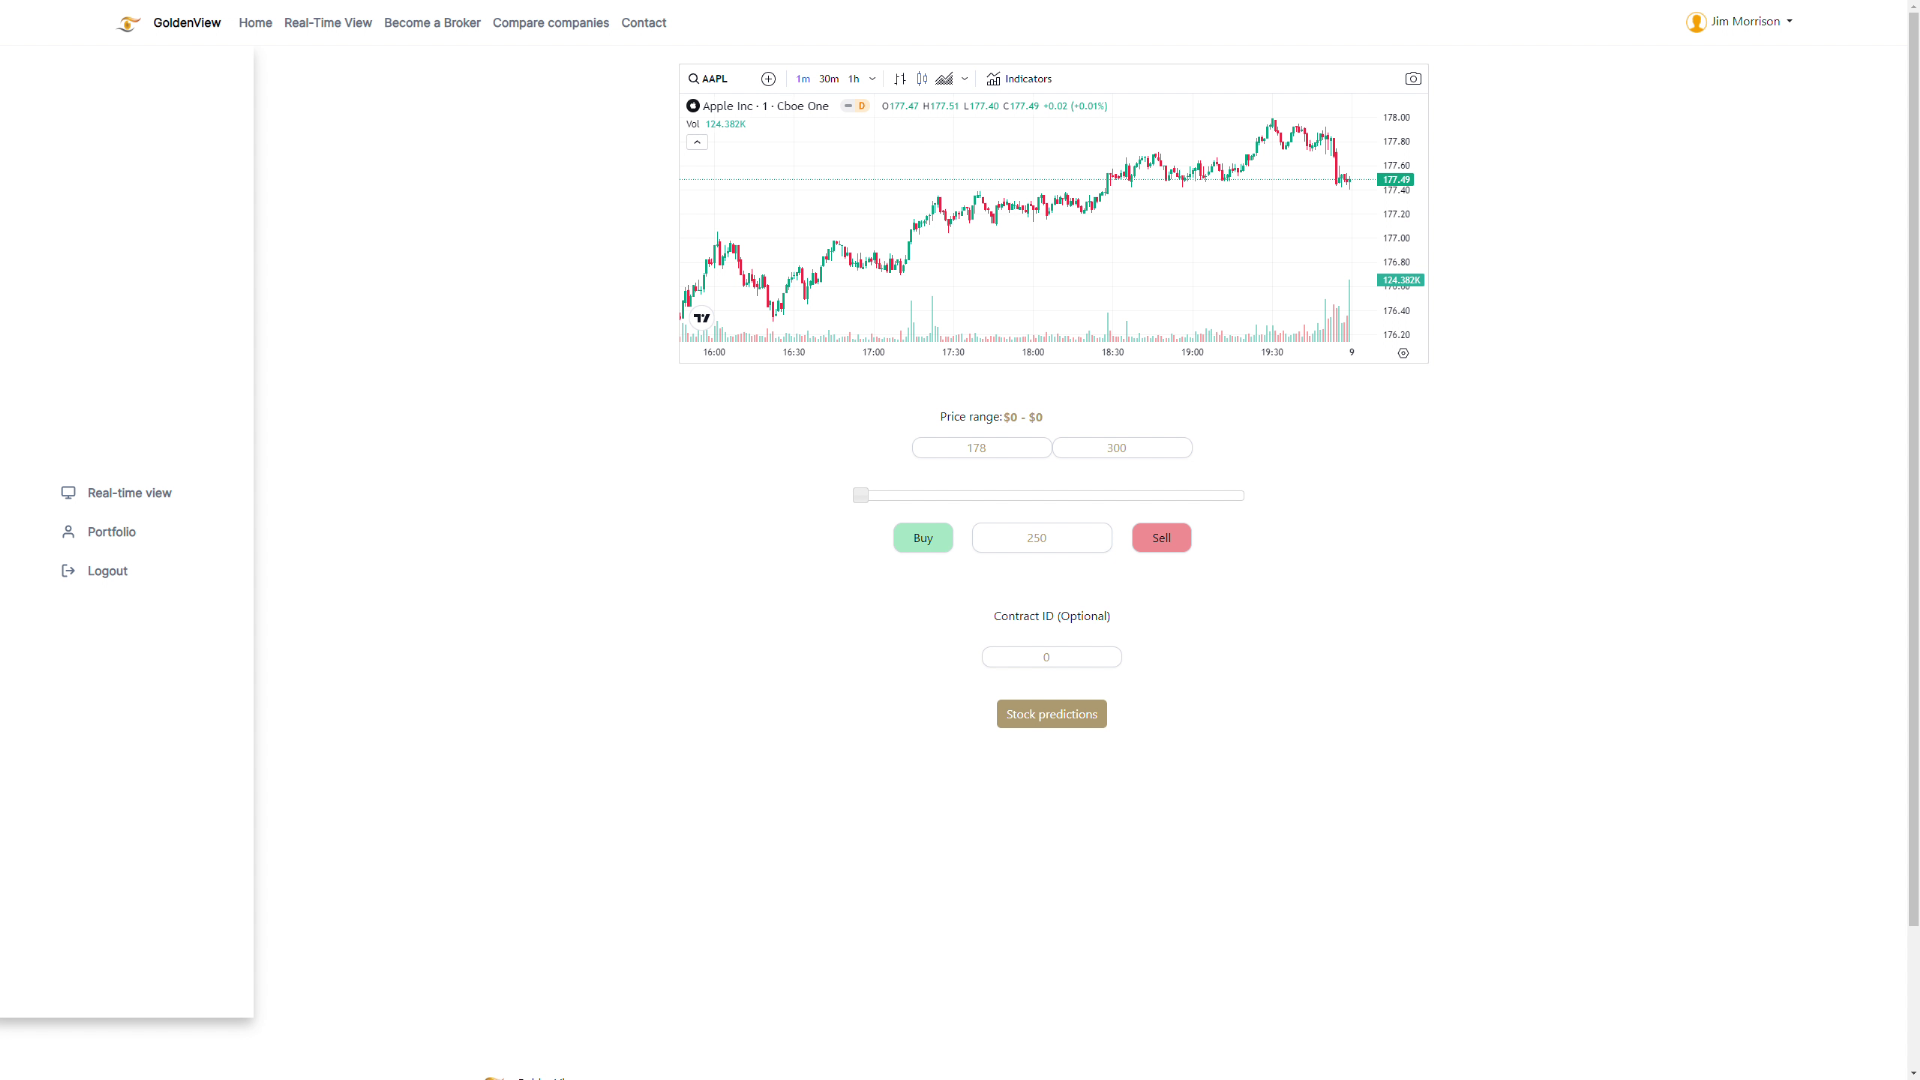 GoldenView Home Real-Time View Become a Broker Compare companies Contact Jim Morrison
AAPL 1m 30m 1h Indicators
Apple Inc · 1 · Cboe One D O177.47 H177.51 L177.40 C177.49 +0.02 (+0.01%)
Vol 124.382K
178.00
177.80
177.60
177.49
177.40
177.20
177.00
176.80
124.382K
176.60
176.40
176.20
16:00 16:30 17:00 17:30 18:00 18:30 19:00 19:30 9
Price range:$0 - $0
178 300
Real-time view
Portfolio
Logout
Buy 250 Sell
Contract ID (Optional)
0
Stock predictions